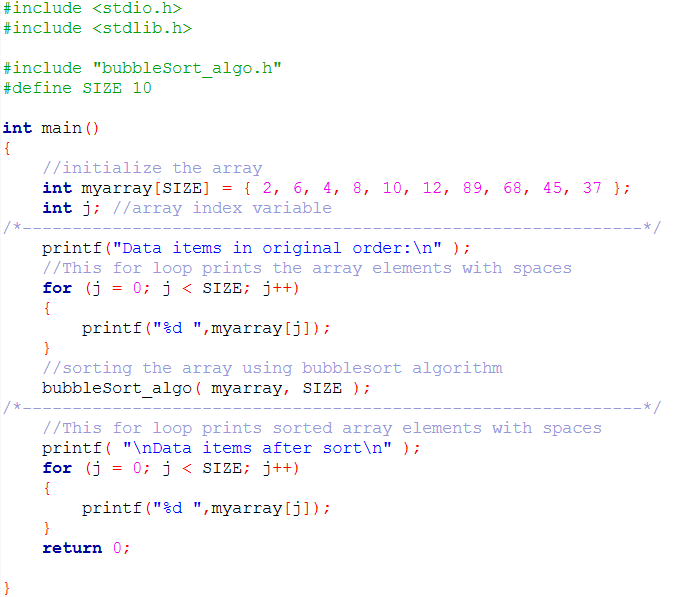 #include <stdio.h>
#include <stdlib.h>

#include "bubbleSort_algo.h"
#define SIZE 10

int main()
{
    //initialize the array
    int myarray[SIZE] = { 2, 6, 4, 8, 10, 12, 89, 68, 45, 37 };
    int j; //array index variable
/*--------------------------------------------------------------*/
    printf("Data items in original order:\n" );
    //This for loop prints the array elements with spaces
    for (j = 0; j < SIZE; j++)
    {
        printf("%d ",myarray[j]);
    }
    //sorting the array using bubblesort algorithm
    bubbleSort_algo( myarray, SIZE );
/*--------------------------------------------------------------*/
    //This for loop prints sorted array elements with spaces
    printf( "\nData items after sort\n" );
    for (j = 0; j < SIZE; j++)
    {
        printf("%d ",myarray[j]);
    }
    return 0;

}